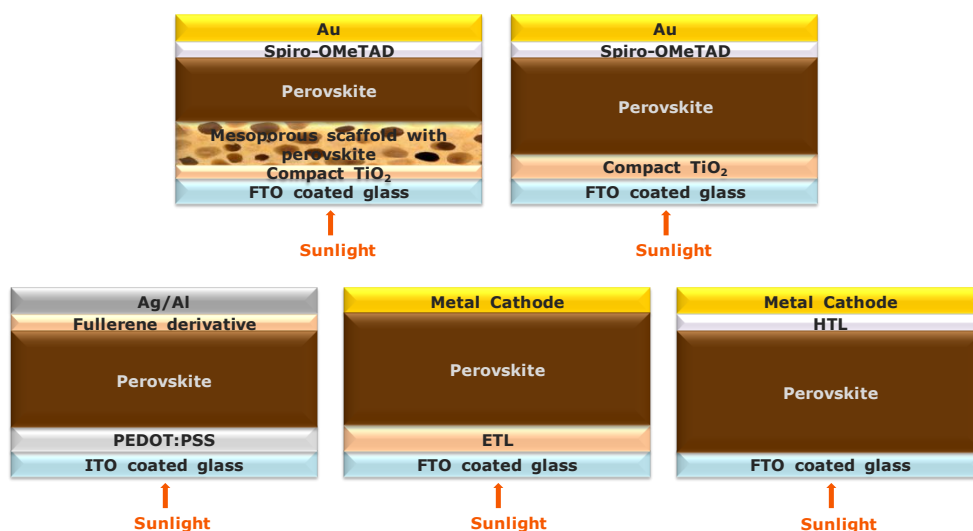 Au
Spiro-OMeTAD
Perovskite
Mesoporous scaffold with
perovskite
Compact TiO₂
FTO coated glass
Sunlight
Au
Spiro-OMeTAD
Perovskite
Compact TiO₂
FTO coated glass
Sunlight
Ag/Al
Fullerene derivative
Perovskite
PEDOT:PSS
ITO coated glass
Sunlight
Metal Cathode
Perovskite
ETL
FTO coated glass
Sunlight
Metal Cathode
HTL
Perovskite
FTO coated glass
Sunlight